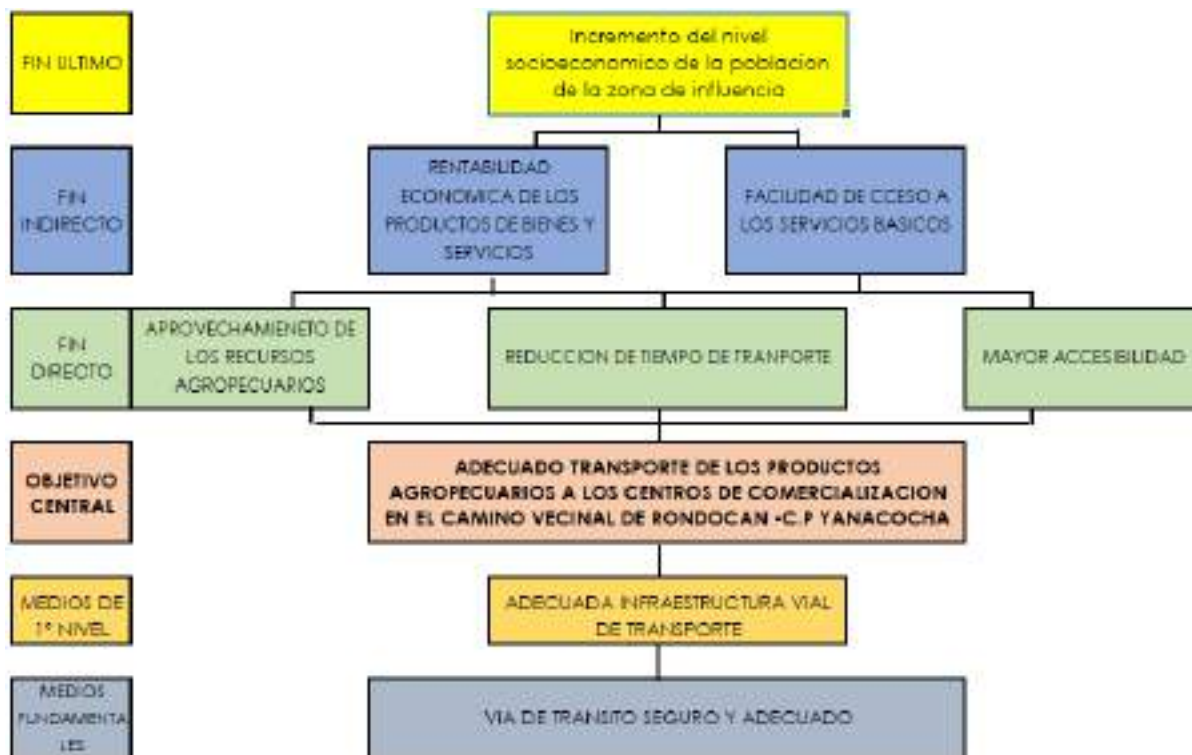 FIN ULTIMO
Incremento del nivel
socioeconomico de la poblacion
de la zona de influencia
FIN
INDIRECTO
RENTABILIDAD
ECONOMICA DE LOS
PRODUCTOS DE BIENES Y
SERVICIOS
FACILIDAD DE CCESO A
LOS SERVICIOS BASICOS
FIN
DIRECTO
APROVECHAMIENETO DE
LOS RECURSOS
AGROPECUARIOS
REDUCCION DE TIEMPO DE TRANPORTE
MAYOR ACCESIBILIDAD
OBJETIVO
CENTRAL
ADECUADO TRANSPORTE DE LOS PRODUCTOS
AGROPECUARIOS A LOS CENTROS DE COMERCIALIZACION
EN EL CAMINO VECINAL DE RONDOCAN -C.P YANACOCHA
MEDIOS DE
1º NIVEL
ADECUADA INFRAESTRUCTURA VIAL
DE TRANSPORTE
MEDIOS
FUNDAMENTA
LES
VIA DE TRANSITO SEGURO Y ADECUADO